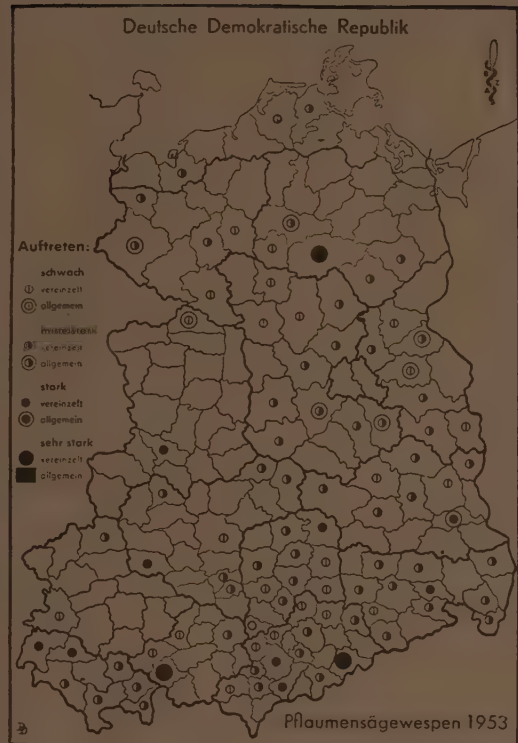 Deutsche Demokratische Republik
Auftreten:
schwach
vereinzelt
allgemein
vereinzelt
allgemein
stark
vereinzelt
allgemein
sehr stark
vereinzelt
allgemein
Pflaumensägewespen 1953